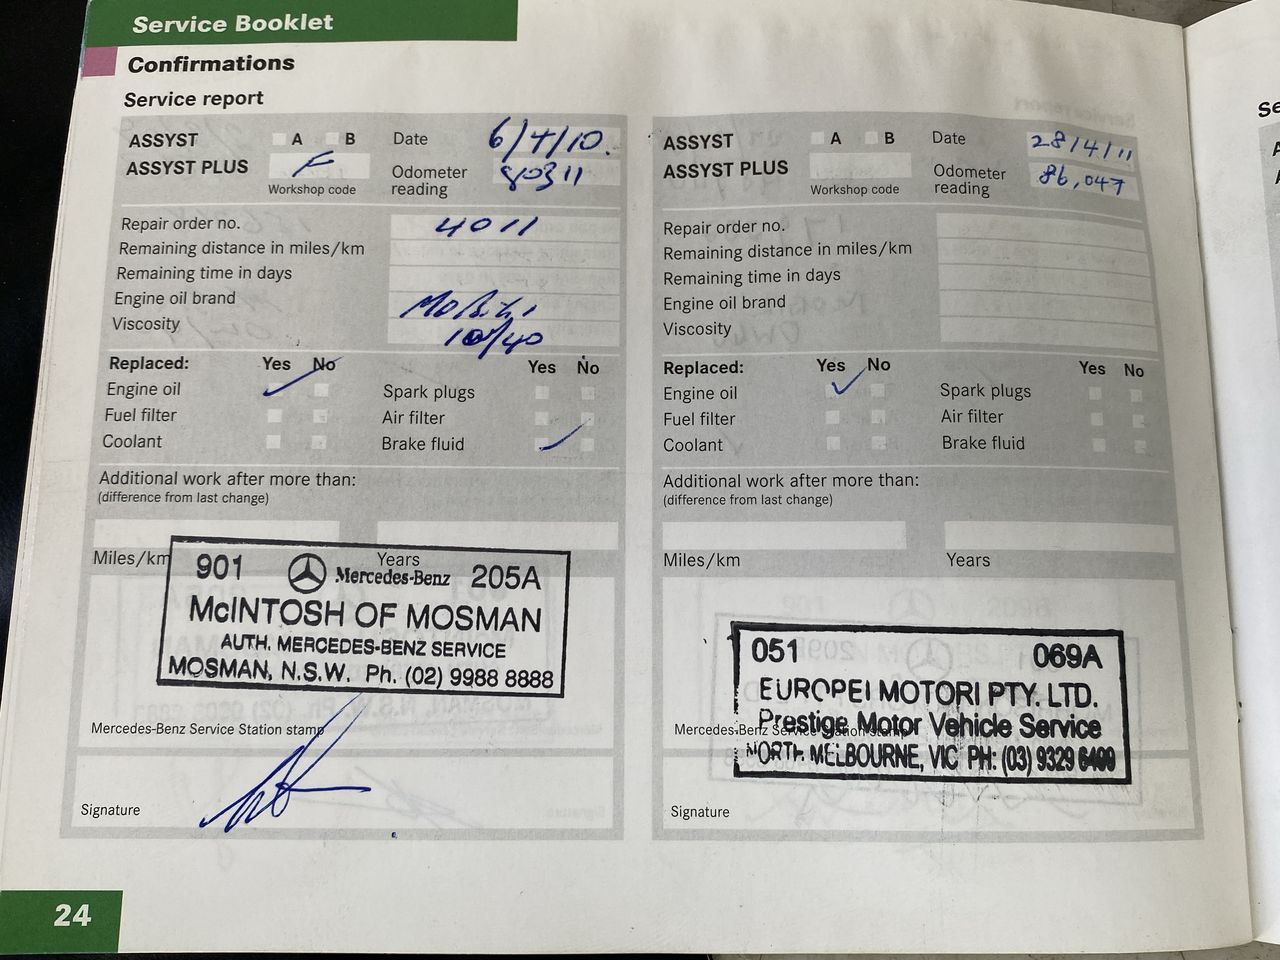 Service Booklet
Confirmations
Service report
ASSYST A B Date 6/4/10.
ASSYST PLUS F Odometer reading 80311
Workshop code
Repair order no. 4011
Remaining distance in miles/km
Remaining time in days
Engine oil brand Mobil 1
Viscosity 10/40
Replaced: Yes No Yes No
Engine oil Spark plugs
Fuel filter Air filter
Coolant Brake fluid
Additional work after more than:
(difference from last change)
Miles/km Years
901 Mercedes-Benz 205A
McINTOSH OF MOSMAN
AUTH. MERCEDES-BENZ SERVICE
MOSMAN, N.S.W. Ph. (02) 9988 8888
Mercedes-Benz Service Station stamp
Signature
24
ASSYST A B Date 28/4/11
ASSYST PLUS Odometer reading 86,047
Workshop code
Repair order no.
Remaining distance in miles/km
Remaining time in days
Engine oil brand
Viscosity
Replaced: Yes No Yes No
Engine oil Spark plugs
Fuel filter Air filter
Coolant Brake fluid
Additional work after more than:
(difference from last change)
Miles/km Years
051 069A
EUROPEI MOTORI PTY. LTD.
Prestige Motor Vehicle Service
Mercedes-Benz Service Station stamp
NORTH MELBOURNE, VIC PH: (03) 9329 6400
Signature